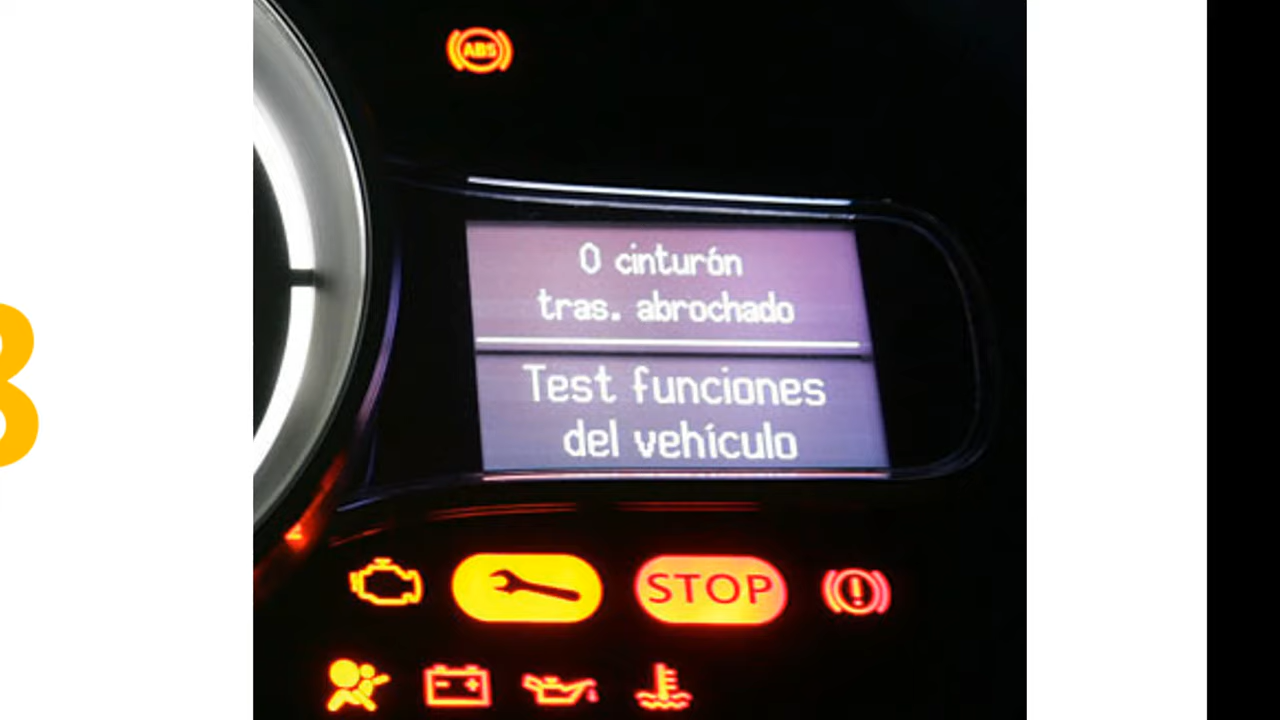 ABS
0 cinturón
tras. abrochado
Test funciones
del vehículo
STOP